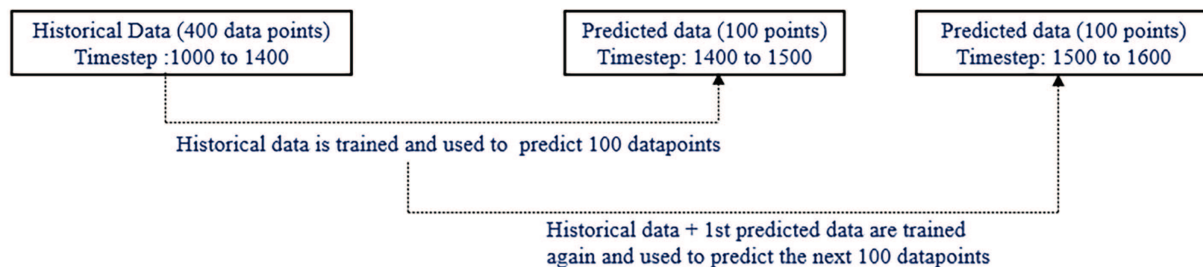 Historical Data (400 data points)
Timestep :1000 to 1400
Predicted data (100 points)
Timestep: 1400 to 1500
Predicted data (100 points)
Timestep: 1500 to 1600
Historical data is trained and used to predict 100 datapoints
Historical data + 1st predicted data are trained
again and used to predict the next 100 datapoints